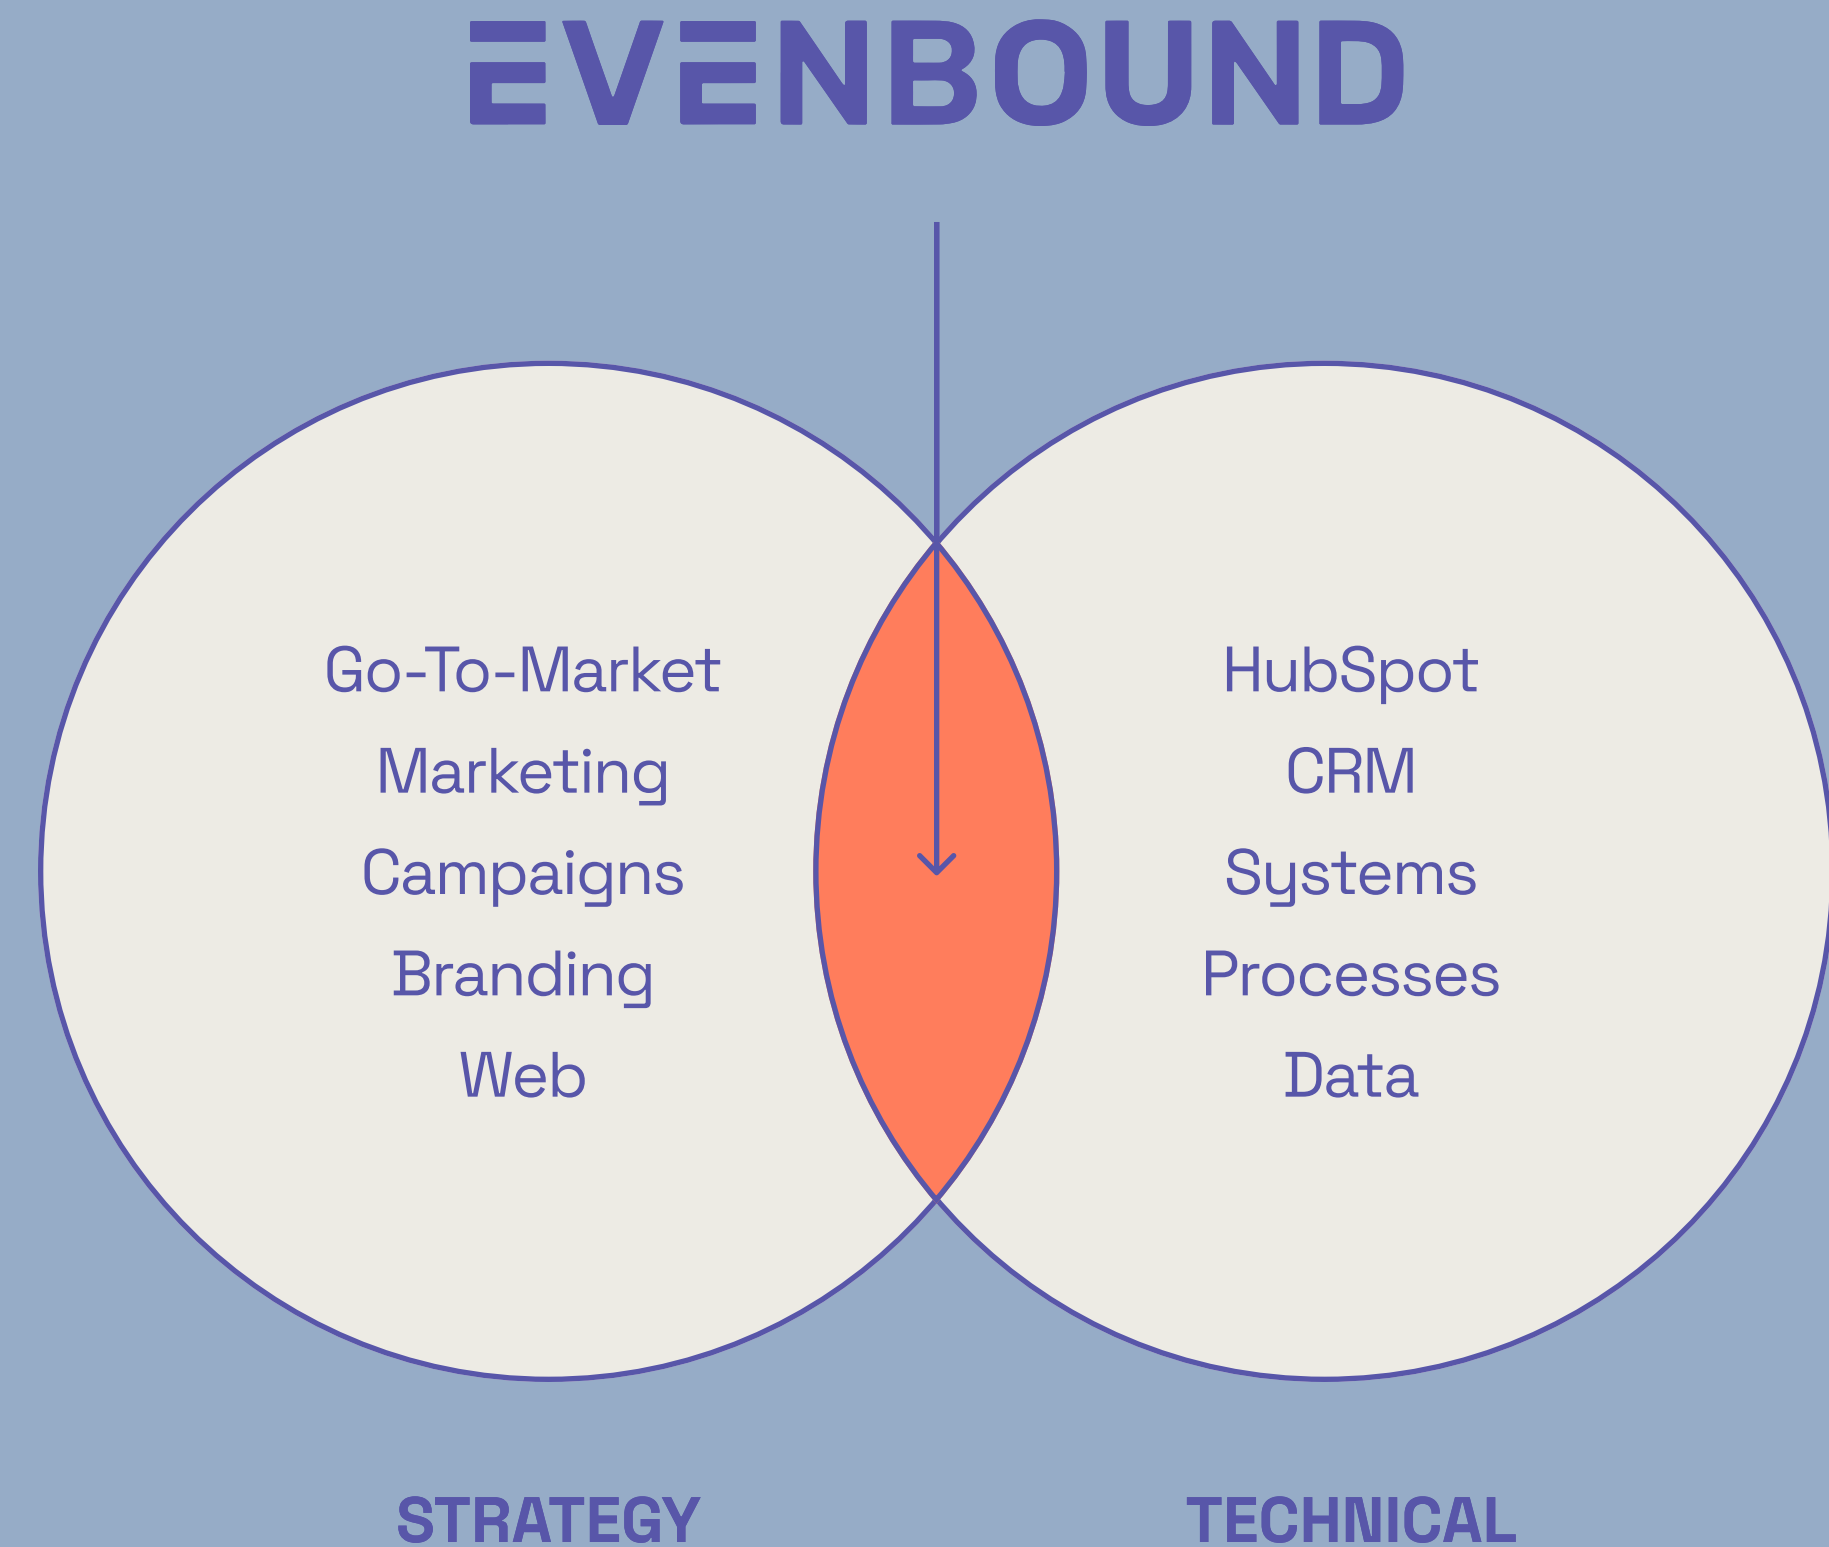 EVENBOUND
Go-To-Market
Marketing
Campaigns
Branding
Web
HubSpot
CRM
Systems
Processes
Data
STRATEGY
TECHNICAL